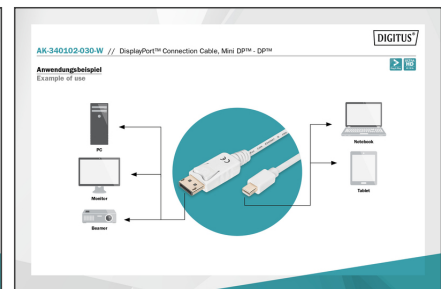 DIGITUS®
AK-340102-030-W // DisplayPort™ Connection Cable, Mini DP™ - DP™
Anwendungsbeispiel
Example of use
PC
Monitor
Beamer
Notebook
Tablet